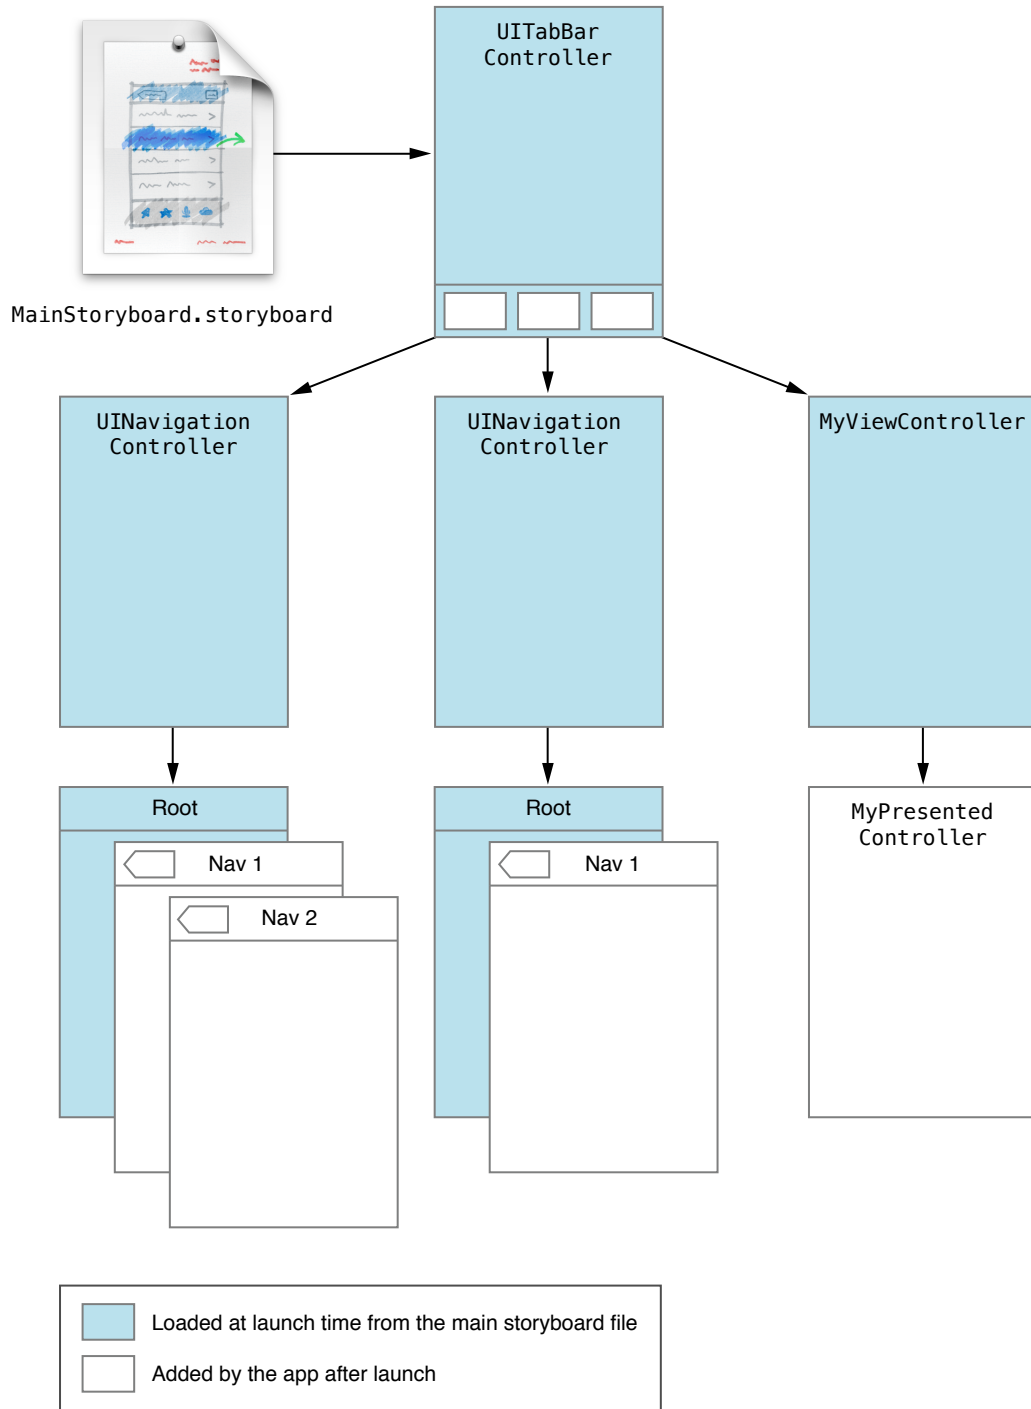 UITabBar
Controller
MainStoryboard.storyboard
UINavigation
Controller
UINavigation
Controller
MyViewController
Root
Nav 1
Nav 2
Root
Nav 1
MyPresented
Controller
Loaded at launch time from the main storyboard file
Added by the app after launch